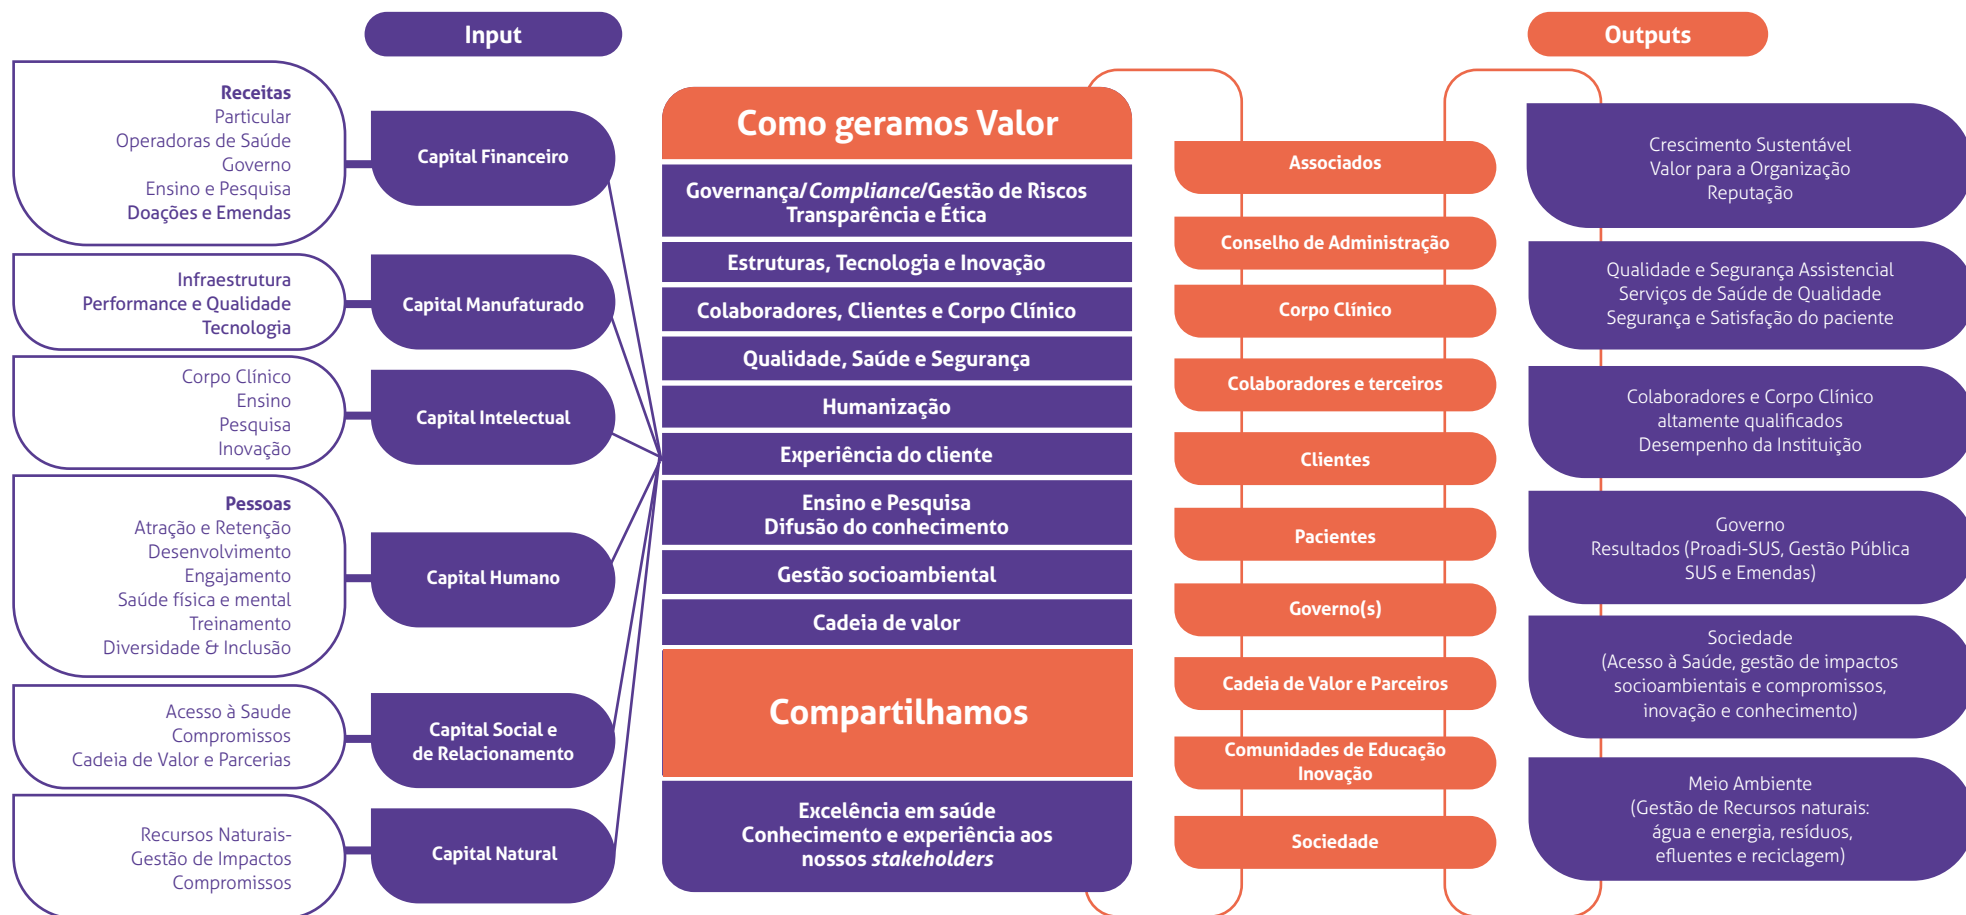 Input
Receitas
Particular
Operadoras de Saúde
Governo
Ensino e Pesquisa
Doações e Emendas
Capital Financeiro
Infraestrutura
Performance e Qualidade
Tecnologia
Capital Manufaturado
Corpo Clínico
Ensino
Pesquisa
Inovação
Capital Intelectual
Pessoas
Atração e Retenção
Desenvolvimento
Engajamento
Saúde física e mental
Treinamento
Diversidade & Inclusão
Capital Humano
Acesso à Saude
Compromissos
Cadeia de Valor e Parcerias
Capital Social e
de Relacionamento
Recursos Naturais-
Gestão de Impactos
Compromissos
Capital Natural
Como geramos Valor
Governança/Compliance/Gestão de Riscos
Transparência e Ética
Estruturas, Tecnologia e Inovação
Colaboradores, Clientes e Corpo Clínico
Qualidade, Saúde e Segurança
Humanização
Experiência do cliente
Ensino e Pesquisa
Difusão do conhecimento
Gestão socioambiental
Cadeia de valor
Compartilhamos
Excelência em saúde
Conhecimento e experiência aos
nossos stakeholders
Associados
Conselho de Administração
Corpo Clínico
Colaboradores e terceiros
Clientes
Pacientes
Governo(s)
Cadeia de Valor e Parceiros
Comunidades de Educação
Inovação
Sociedade
Outputs
Crescimento Sustentável
Valor para a Organização
Reputação
Qualidade e Segurança Assistencial
Serviços de Saúde de Qualidade
Segurança e Satisfação do paciente
Colaboradores e Corpo Clínico
altamente qualificados
Desempenho da Instituição
Governo
Resultados (Proadi-SUS, Gestão Pública
SUS e Emendas)
Sociedade
(Acesso à Saúde, gestão de impactos
socioambientais e compromissos,
inovação e conhecimento)
Meio Ambiente
(Gestão de Recursos naturais:
água e energia, resíduos,
efluentes e reciclagem)